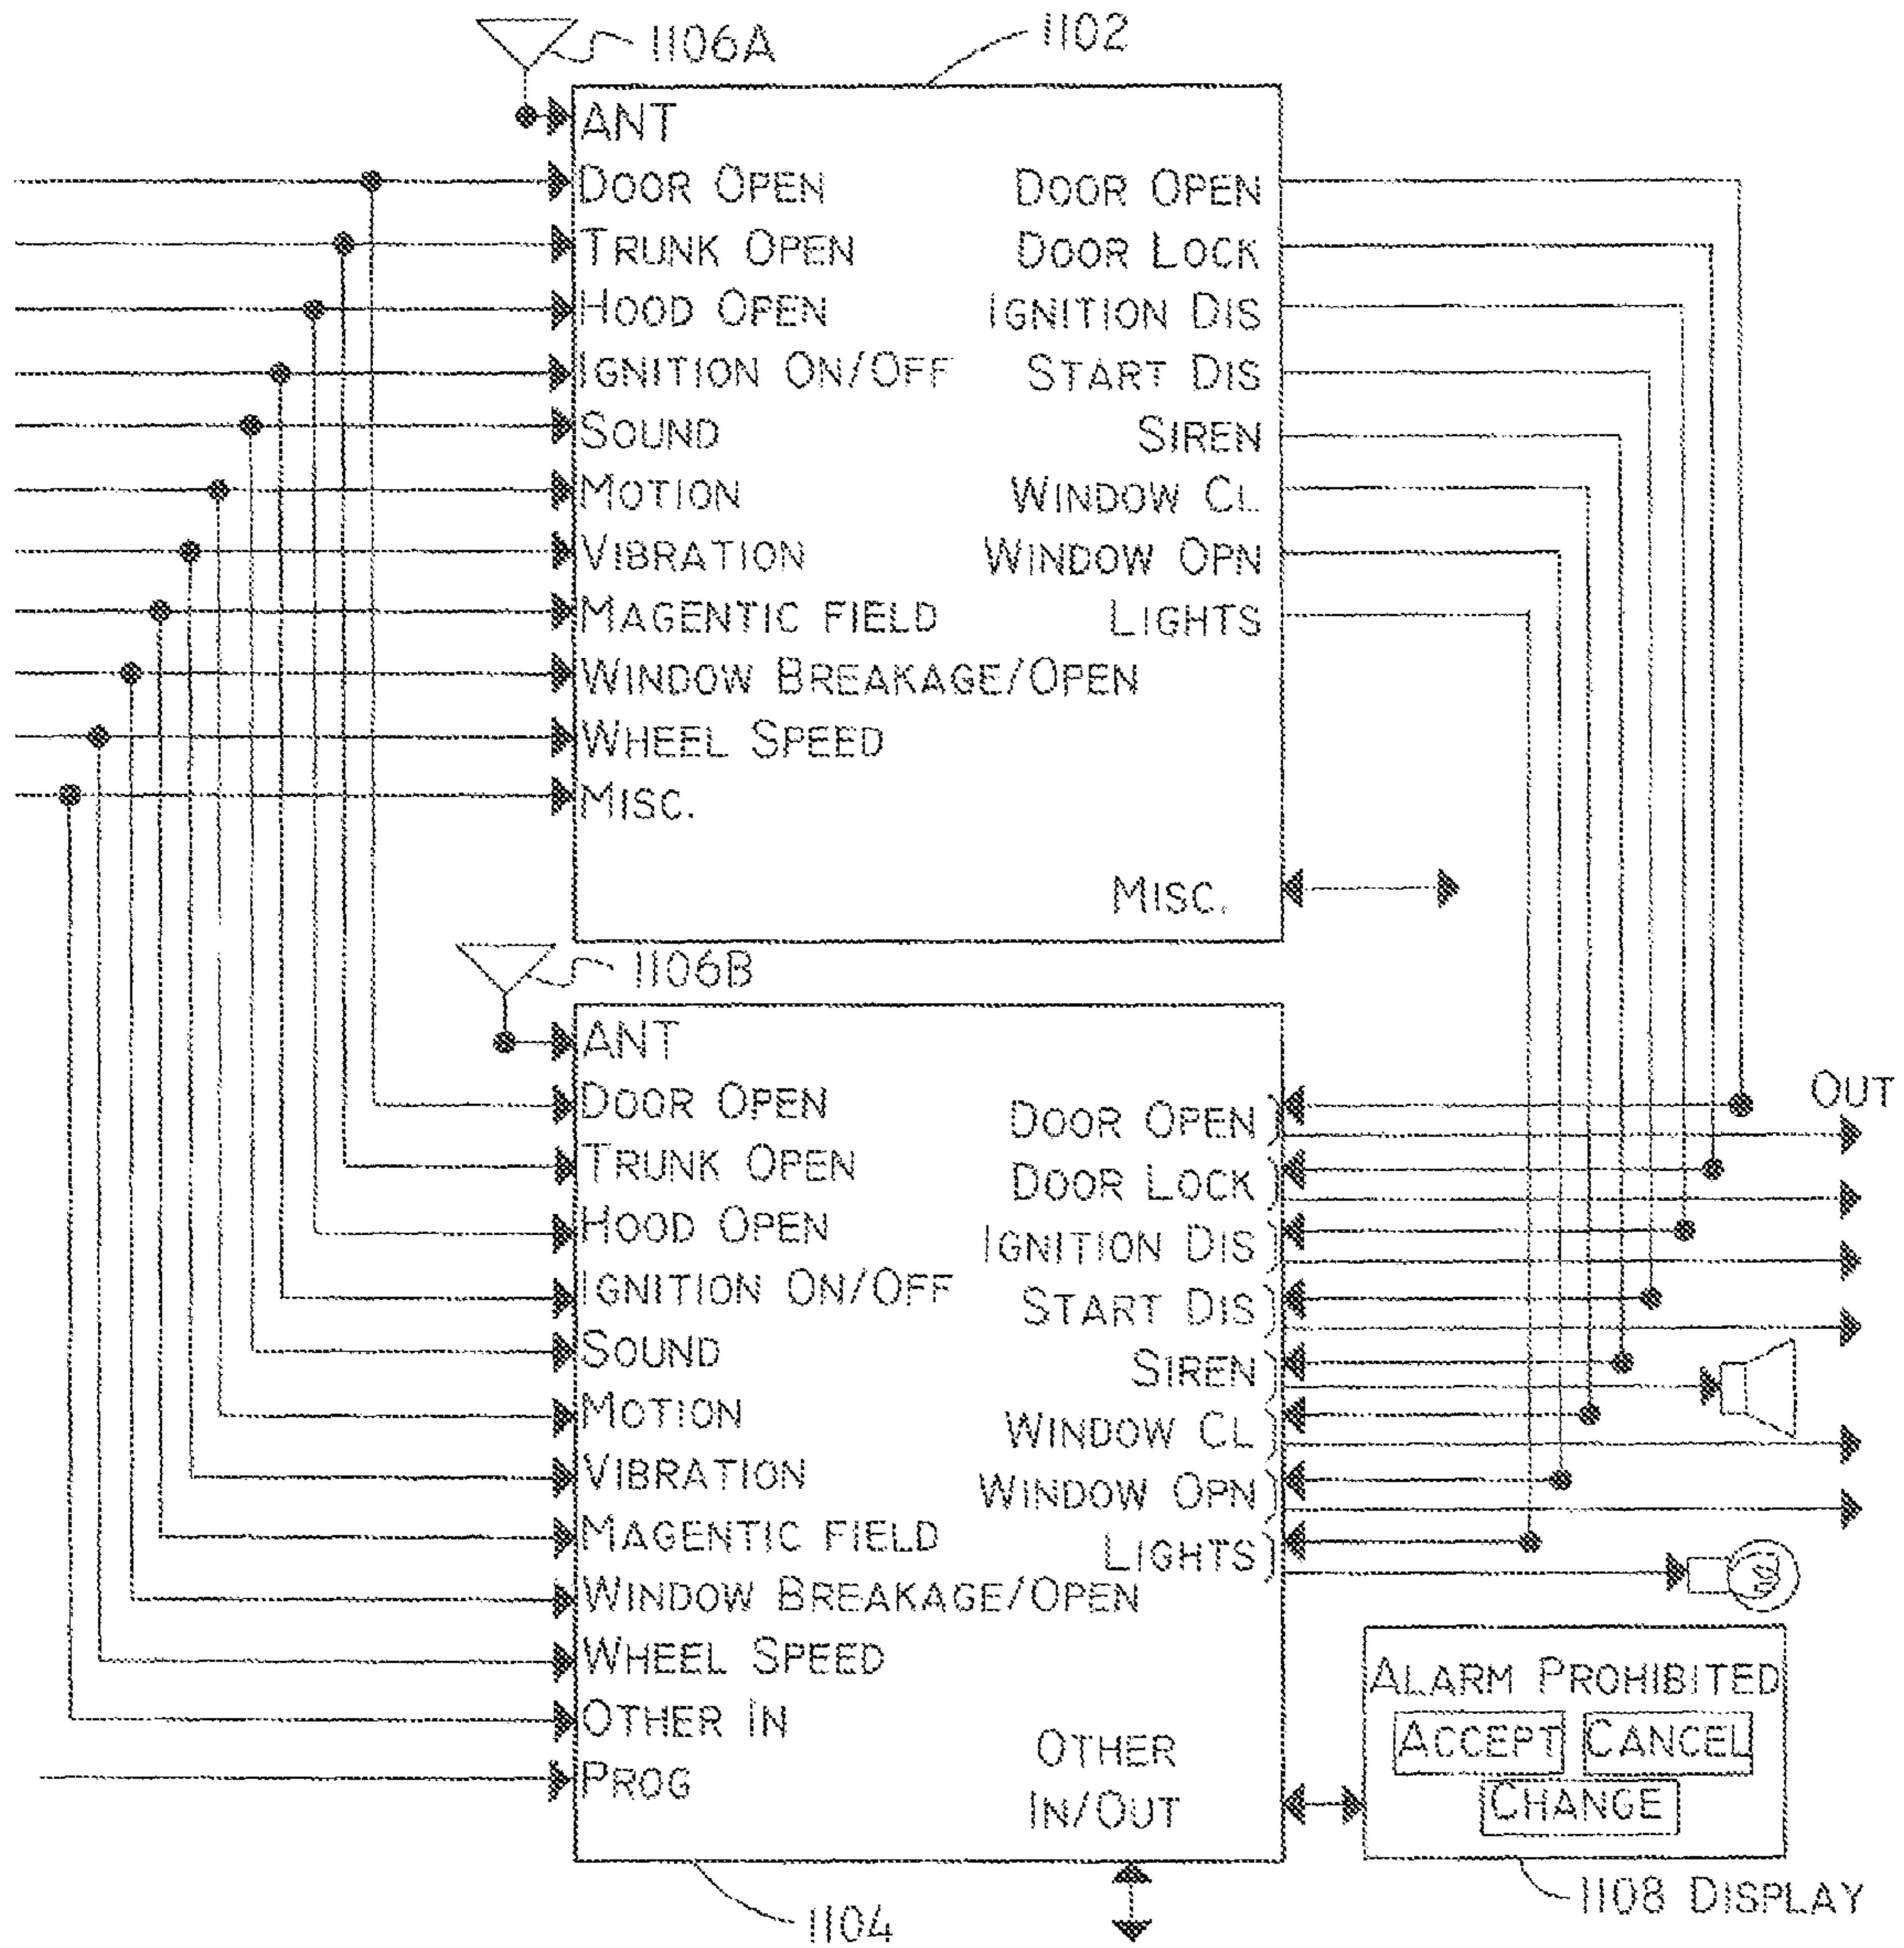 1106A
1102
ANT
DOOR OPEN
DOOR OPEN
TRUNK OPEN
DOOR LOCK
HOOD OPEN
IGNITION DIS
IGNITION ON/OFF
START DIS
SOUND
SIREN
MOTION
WINDOW CL
VIBRATION
WINDOW OPN
MAGENTIC FIELD
LIGHTS
WINDOW BREAKAGE/OPEN
WHEEL SPEED
MISC.
MISC.
1106B
ANT
DOOR OPEN
DOOR OPEN
OUT
TRUNK OPEN
DOOR LOCK
HOOD OPEN
IGNITION DIS
IGNITION ON/OFF
START DIS
SOUND
SIREN
MOTION
WINDOW CL
VIBRATION
WINDOW OPN
MAGENTIC FIELD
LIGHTS
WINDOW BREAKAGE/OPEN
WHEEL SPEED
OTHER IN
PROG
OTHER
IN/OUT
ALARM PROHIBITED
ACCEPT CANCEL
CHANGE
1108 DISPLAY
1104